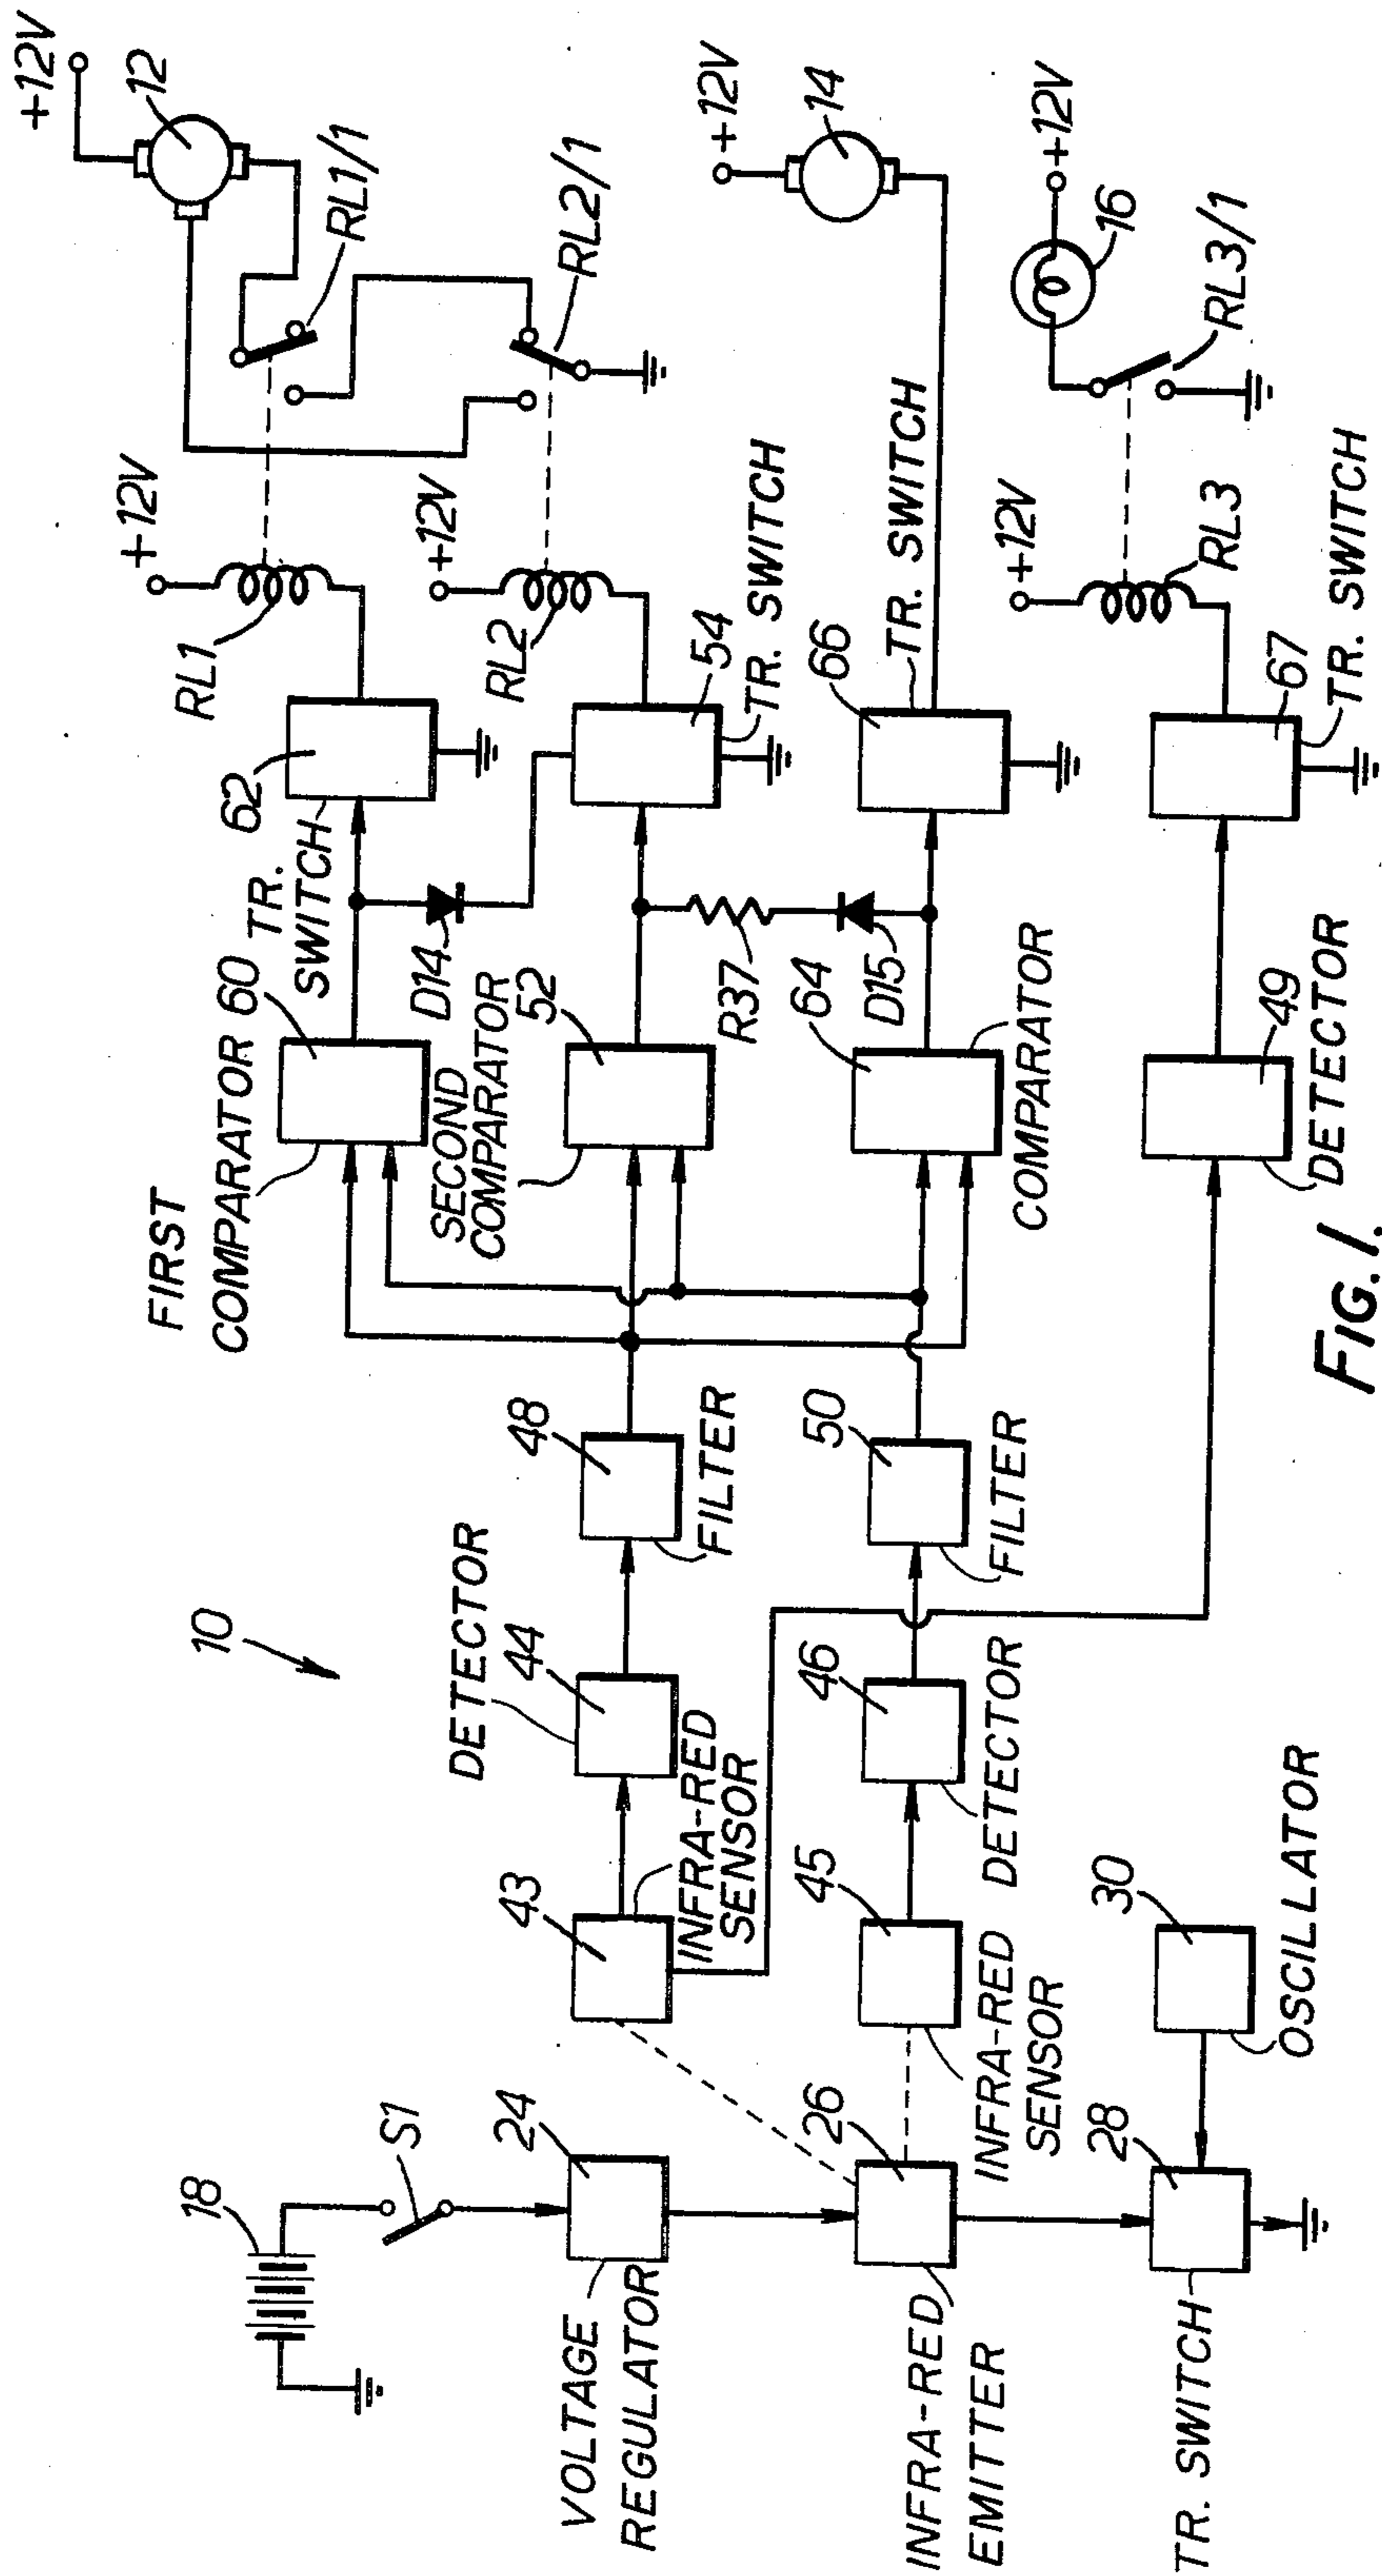 10
18
S1
24
VOLTAGE
REGULATOR
26
INFRA-RED
EMITTER
28
TR. SWITCH
30
OSCILLATOR
43
INFRA-RED
SENSOR
45
INFRA-RED
SENSOR
DETECTOR
44
46
DETECTOR
48
FILTER
50
FILTER
FIRST
COMPARATOR 60
SECOND
COMPARATOR
52
64
COMPARATOR
49
DETECTOR
TR.
SWITCH
62
D14
R37
D15
54
TR. SWITCH
66
TR. SWITCH
67
TR. SWITCH
RL1
+12V
RL2
+12V
RL3
+12V
+12V
12
RL1/1
RL2/1
+12V
14
+12V
16
RL3/1
FIG. 1.